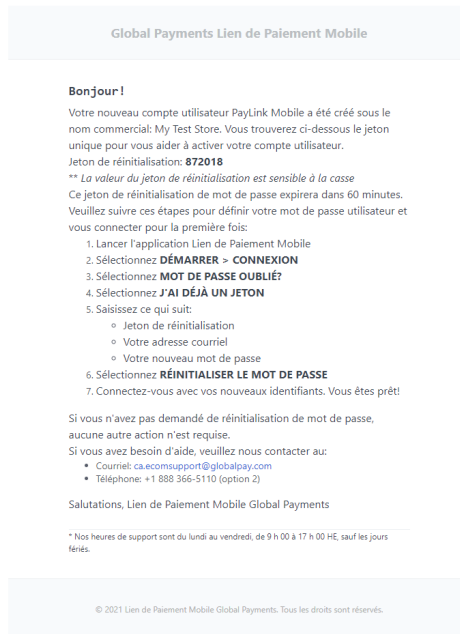 Global Payments Lien de Paiement Mobile
Bonjour!
Votre nouveau compte utilisateur PayLink Mobile a été créé sous le
nom commercial: My Test Store. Vous trouverez ci-dessous le jeton
unique pour vous aider à activer votre compte utilisateur.
Jeton de réinitialisation: 872018
** La valeur du jeton de réinitialisation est sensible à la casse
Ce jeton de réinitialisation de mot de passe expirera dans 60 minutes.
Veuillez suivre ces étapes pour définir votre mot de passe utilisateur et
vous connecter pour la première fois:
1. Lancer l'application Lien de Paiement Mobile
2. Sélectionnez DÉMARRER > CONNEXION
3. Sélectionnez MOT DE PASSE OUBLIÉ?
4. Sélectionnez J'AI DÉJÀ UN JETON
5. Saisissez ce qui suit:
○ Jeton de réinitialisation
○ Votre adresse courriel
○ Votre nouveau mot de passe
6. Sélectionnez RÉINITIALISER LE MOT DE PASSE
7. Connectez-vous avec vos nouveaux identifiants. Vous êtes prêt!
Si vous n'avez pas demandé de réinitialisation de mot de passe,
aucune autre action n'est requise.
Si vous avez besoin d'aide, veuillez nous contacter au:
• Courriel: ca.ecomsupport@globalpay.com
• Téléphone: +1 888 366-5110 (option 2)
Salutations, Lien de Paiement Mobile Global Payments
* Nos heures de support sont du lundi au vendredi, de 9 h 00 à 17 h 00 HE, sauf les jours
fériés.
© 2021 Lien de Paiement Mobile Global Payments. Tous les droits sont réservés.